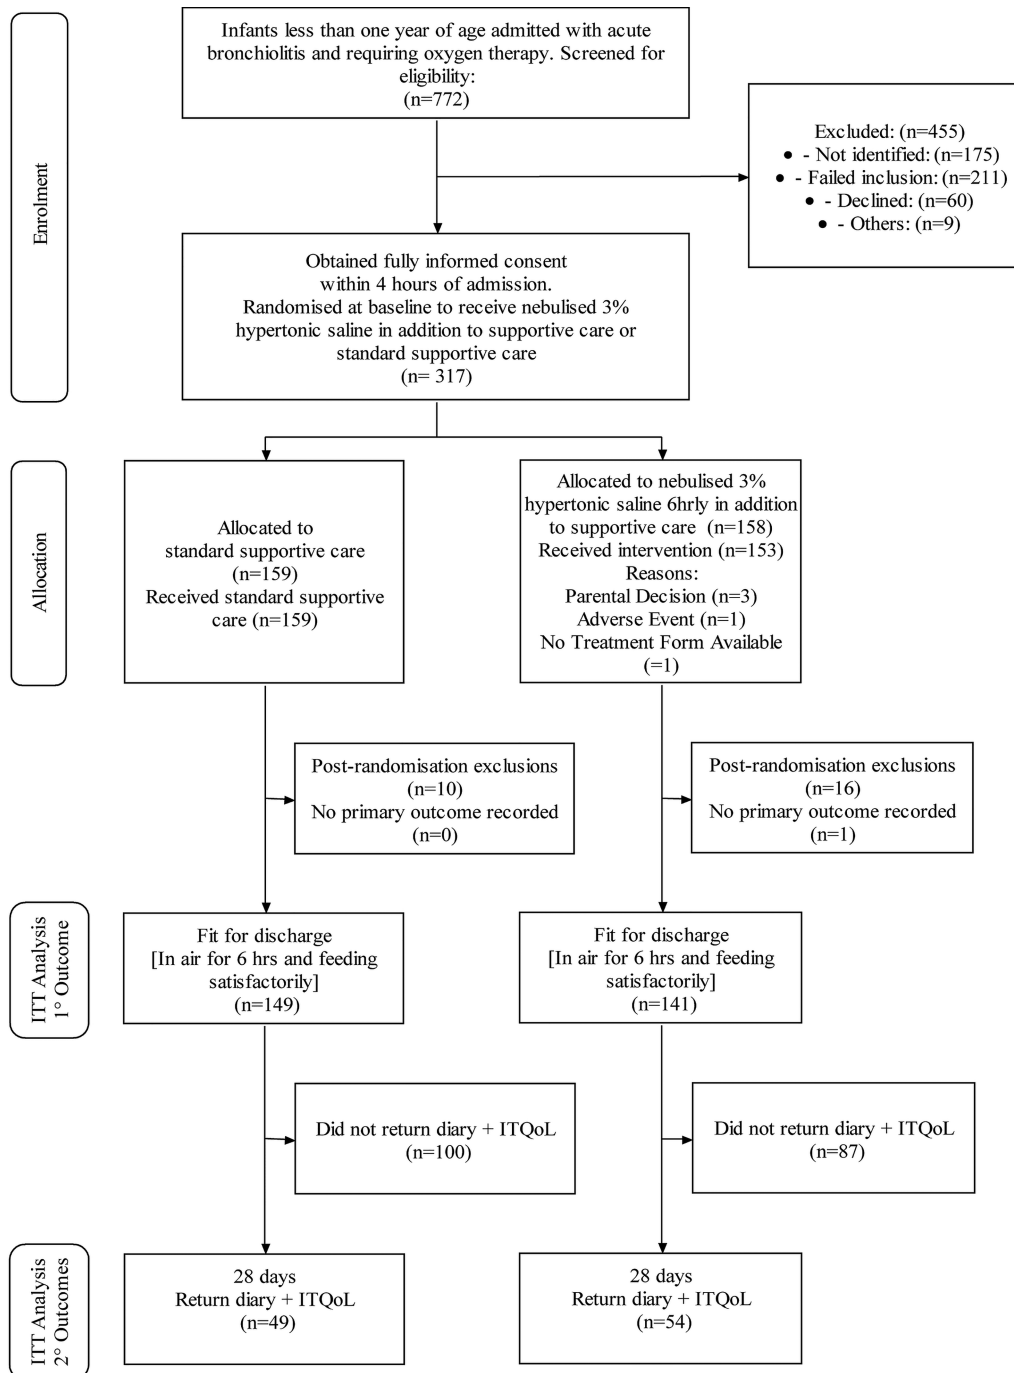 Enrolment
Infants less than one year of age admitted with acute
bronchiolitis and requiring oxygen therapy. Screened for
eligibility:
(n=772)
Excluded: (n=455)
● - Not identified: (n=175)
● - Failed inclusion: (n=211)
● - Declined: (n=60)
● - Others: (n=9)
Obtained fully informed consent
within 4 hours of admission.
Randomised at baseline to receive nebulised 3%
hypertonic saline in addition to supportive care or
standard supportive care
(n= 317)
Allocation
Allocated to
standard supportive care
(n=159)
Received standard supportive
care (n=159)
Allocated to nebulised 3%
hypertonic saline 6hrly in addition
to supportive care (n=158)
Received intervention (n=153)
Reasons:
Parental Decision (n=3)
Adverse Event (n=1)
No Treatment Form Available
(=1)
Post-randomisation exclusions
(n=10)
No primary outcome recorded
(n=0)
Post-randomisation exclusions
(n=16)
No primary outcome recorded
(n=1)
ITT Analysis
1° Outcome
Fit for discharge
[In air for 6 hrs and feeding
satisfactorily]
(n=149)
Fit for discharge
[In air for 6 hrs and feeding
satisfactorily]
(n=141)
Did not return diary + ITQoL
(n=100)
Did not return diary + ITQoL
(n=87)
ITT Analysis
2° Outcomes
28 days
Return diary + ITQoL
(n=49)
28 days
Return diary + ITQoL
(n=54)